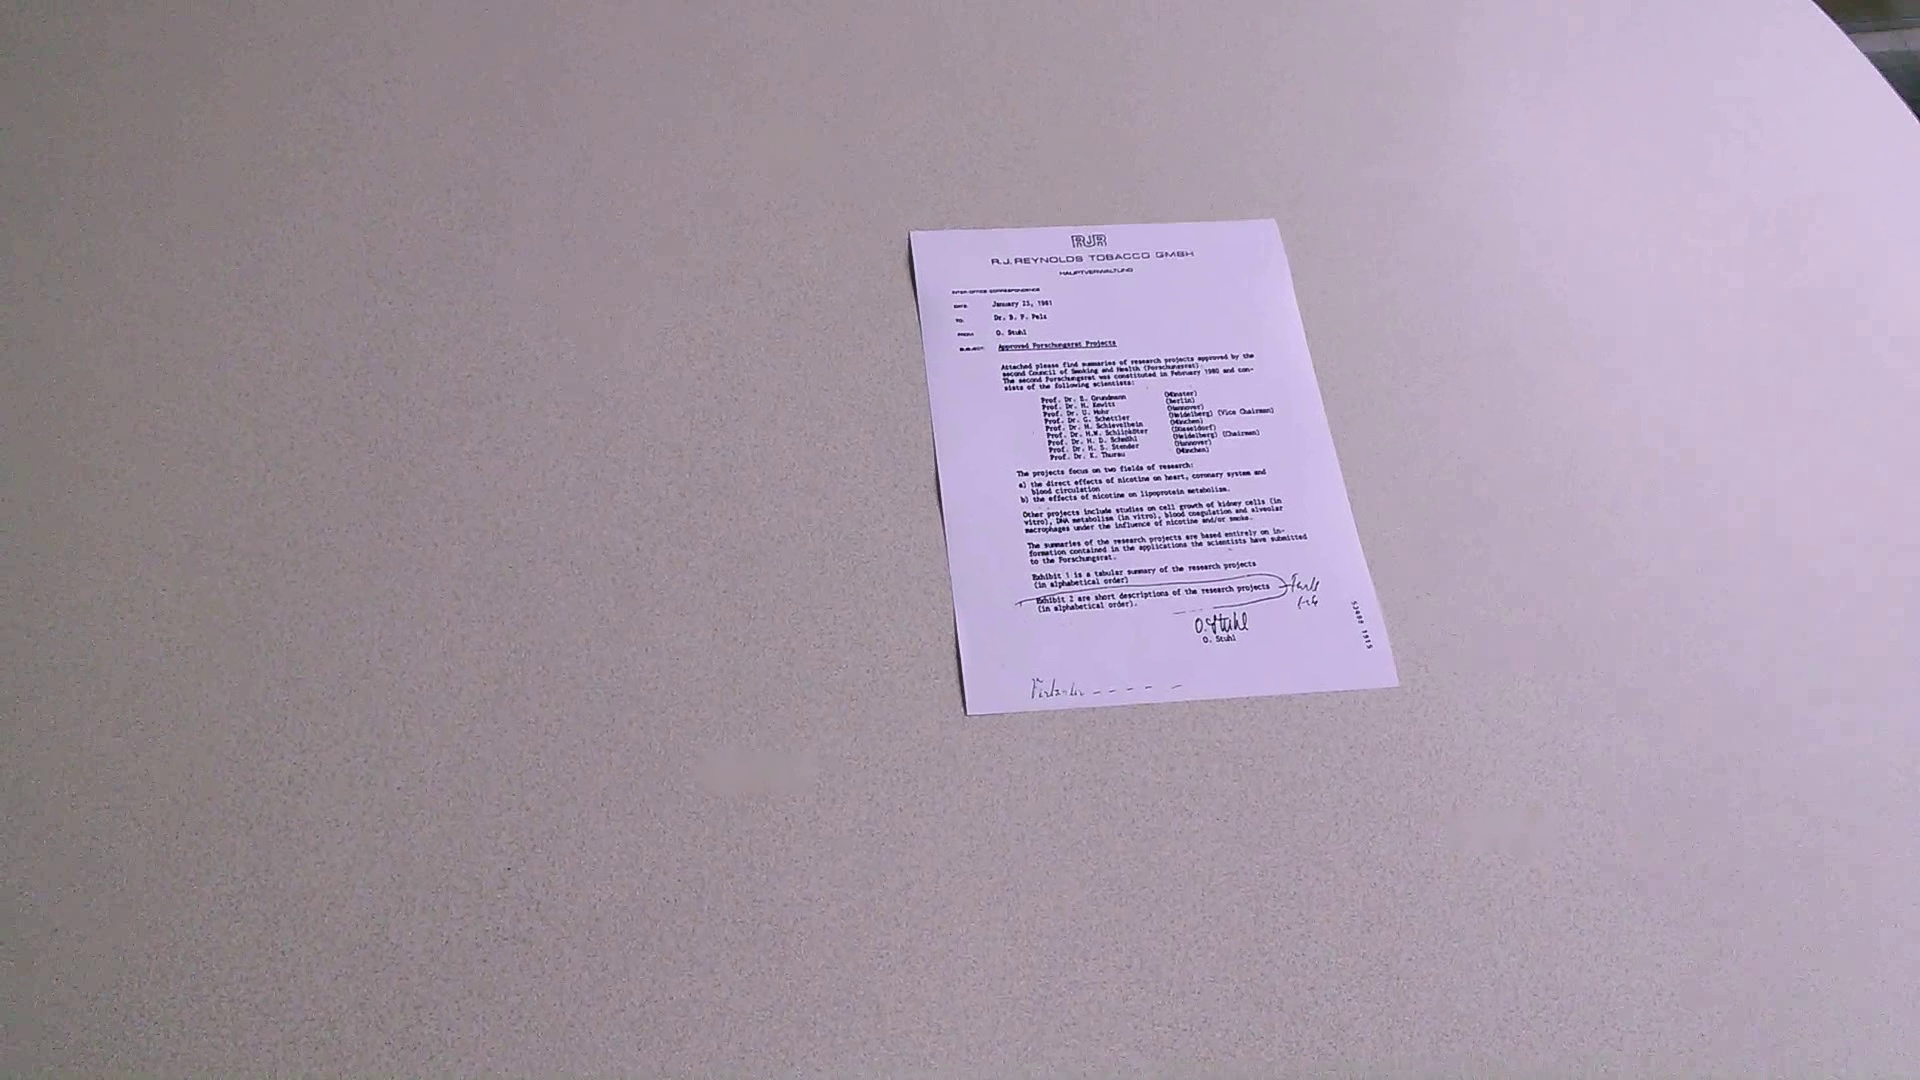 RJR
R.J. REYNOLDS TOBACCO GMBH
HAUPTVERWALTUNG
INTER-OFFICE CORRESPONDENCE
DATE: January 23, 1981
TO: Dr. B. F. Pelz
FROM: O. Stuhl
SUBJECT: Approved Forschungsrat Projects
Attached please find summaries of research projects approved by the
second Council of Smoking and Health (Forschungsrat).
The second Forschungsrat was constituted in February 1980 and con-
sists of the following scientists:
Prof. Dr. E. Grundmann (Münster)
Prof. Dr. H. Kewitz (Berlin)
Prof. Dr. U. Mohr (Hannover)
Prof. Dr. G. Schettler (Heidelberg) (Vice Chairman)
Prof. Dr. H. Schievelbein (München)
Prof. Dr. H.W. Schlipköter (Düsseldorf)
Prof. Dr. H. D. Schmähl (Heidelberg) (Chairman)
Prof. Dr. H. S. Stender (Hannover)
Prof. Dr. K. Thurau (München)
The projects focus on two fields of research:
a) the direct effects of nicotine on heart, coronary system and
blood circulation
b) the effects of nicotine on lipoprotein metabolism.
Other projects include studies on cell growth of kidney cells (in
vitro), DNA metabolism (in vitro), blood coagulation and alveolar
macrophages under the influence of nicotine and/or smoke.
The summaries of the research projects are based entirely on in-
formation contained in the applications the scientists have submitted
to the Forschungsrat.
Exhibit 1 is a tabular summary of the research projects
(in alphabetical order)
Exhibit 2 are short descriptions of the research projects
(in alphabetical order).
O. Stuhl
O. Stuhl